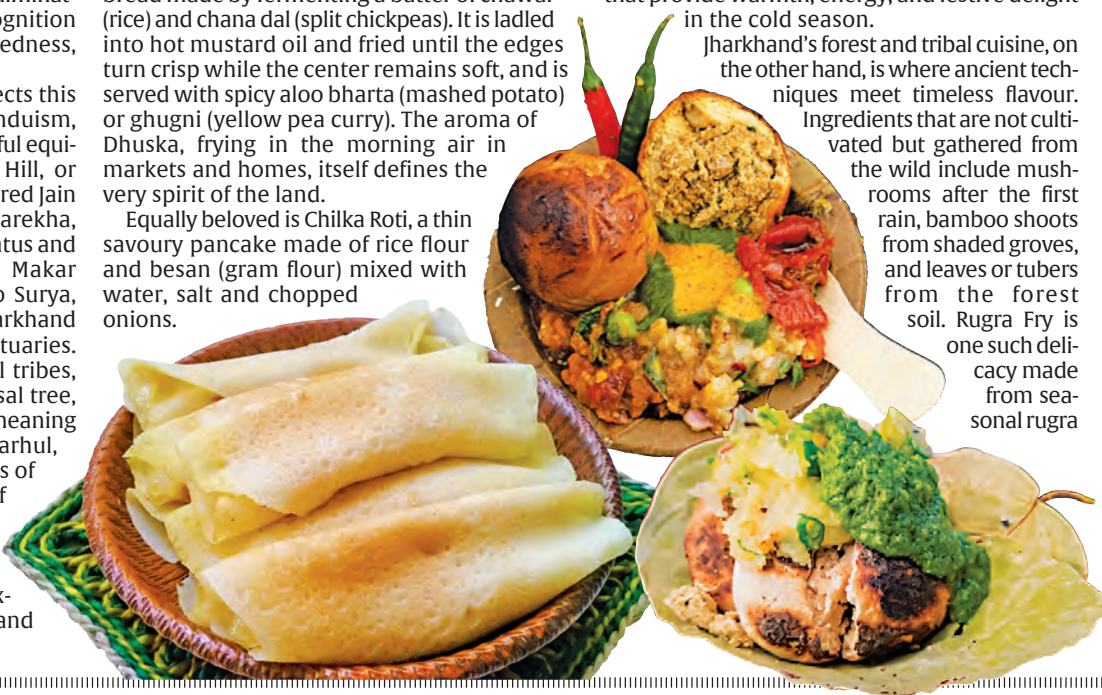 ognition
edness,
ects this
nduism,
ful equi-
Hill, or
red Jain
arekha,
atus and
Makar
o Surya,
arkhand
tuaries.
l tribes,
sal tree,
meaning
arhul,
s of
f
k-
and
bread made by fermenting a batter of chawal
(rice) and chana dal (split chickpeas). It is ladled
into hot mustard oil and fried until the edges
turn crisp while the center remains soft, and is
served with spicy aloo bharta (mashed potato)
or ghugni (yellow pea curry). The aroma of
Dhuska, frying in the morning air in
markets and homes, itself defines the
very spirit of the land.
Equally beloved is Chilka Roti, a thin
savoury pancake made of rice flour
and besan (gram flour) mixed with
water, salt and chopped
onions.
that provide warmth, energy, and festive delight
in the cold season.
Jharkhand's forest and tribal cuisine, on
the other hand, is where ancient tech-
niques meet timeless flavour.
Ingredients that are not culti-
vated but gathered from
the wild include mush-
rooms after the first
rain, bamboo shoots
from shaded groves,
and leaves or tubers
from the forest
soil. Rugra Fry is
one such deli-
cacy made
from sea-
sonal rugra